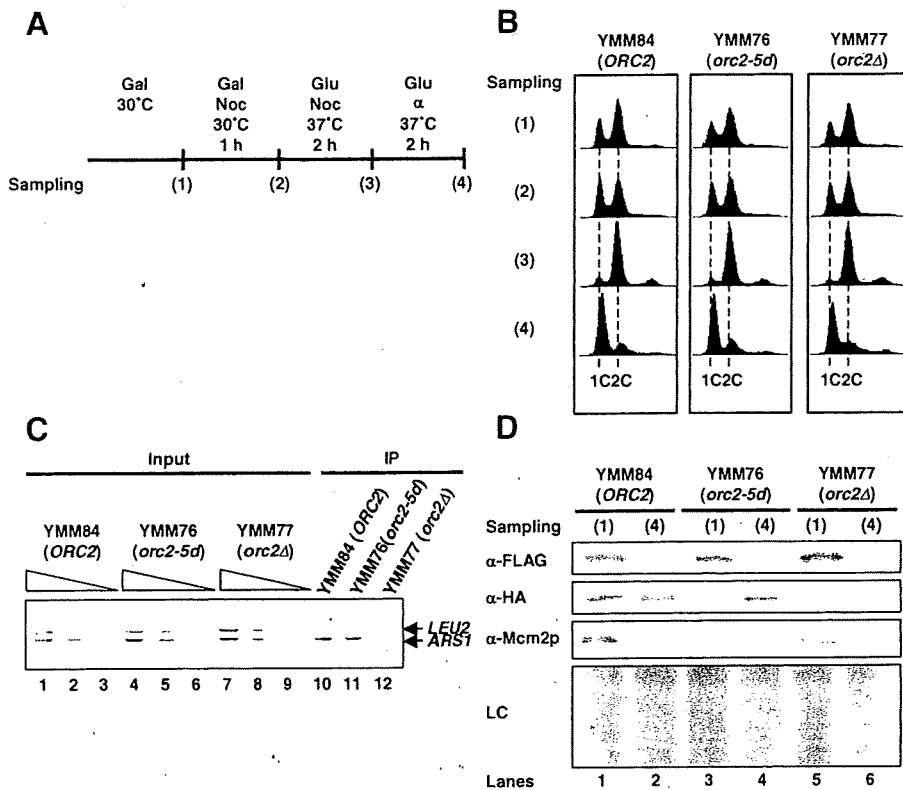 A
Gal
30°C
Gal
Noc
30°C
1 h
Glu
Noc
37°C
2 h
Glu
α
37°C
2 h
Sampling
(1)
(2)
(3)
(4)
B
YMM84
(ORC2)
YMM76
(orc2-5d)
YMM77
(orc2Δ)
Sampling
(1)
(2)
(3)
(4)
1C2C
1C2C
1C2C
C
Input
IP
YMM84
(ORC2)
YMM76
(orc2-5d)
YMM77
(orc2Δ)
YMM84 (ORC2)
YMM76(orc2-5d)
YMM77 (orc2Δ)
LEU2
ARS1
1 2 3 4 5 6 7 8 9 10 11 12
D
YMM84
(ORC2)
YMM76
(orc2-5d)
YMM77
(orc2Δ)
Sampling (1) (4) (1) (4) (1) (4)
α-FLAG
α-HA
α-Mcm2p
LC
Lanes 1 2 3 4 5 6